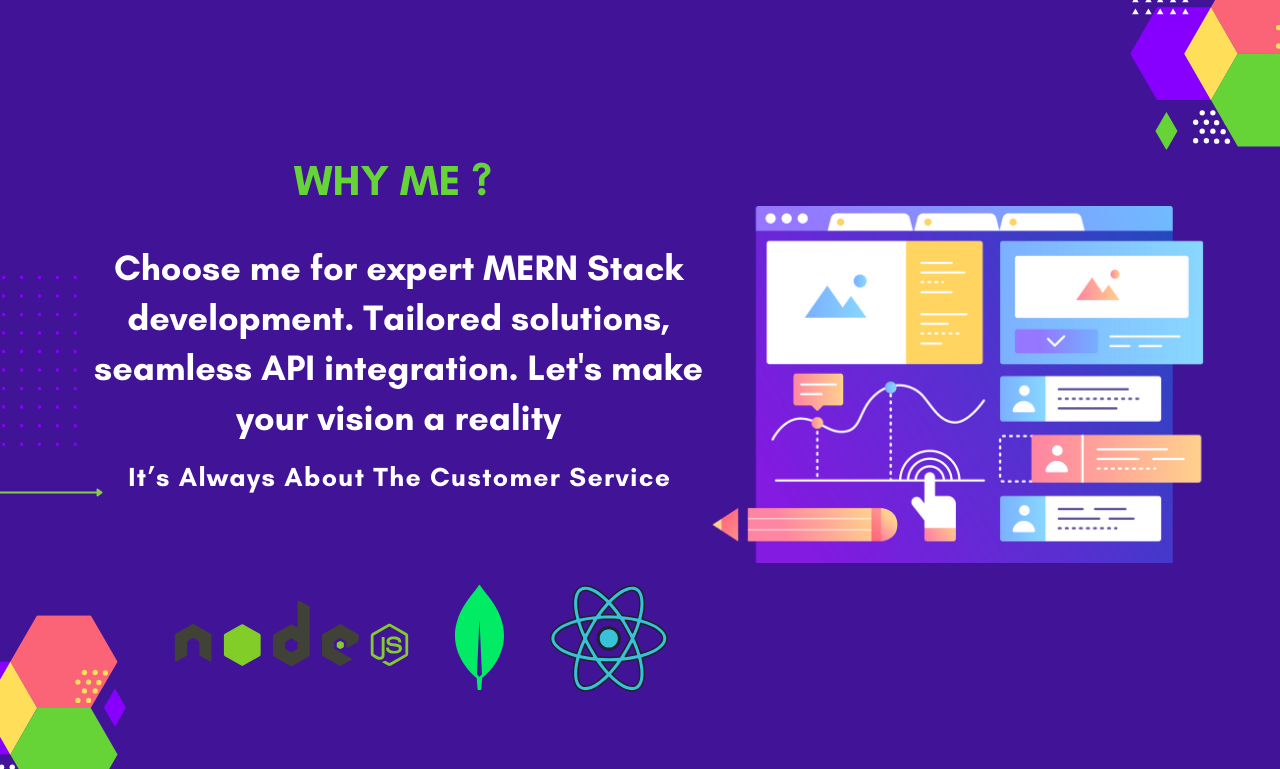 WHY ME ?
Choose me for expert MERN Stack
development. Tailored solutions,
seamless API integration. Let's make
your vision a reality
It’s Always About The Customer Service
node JS